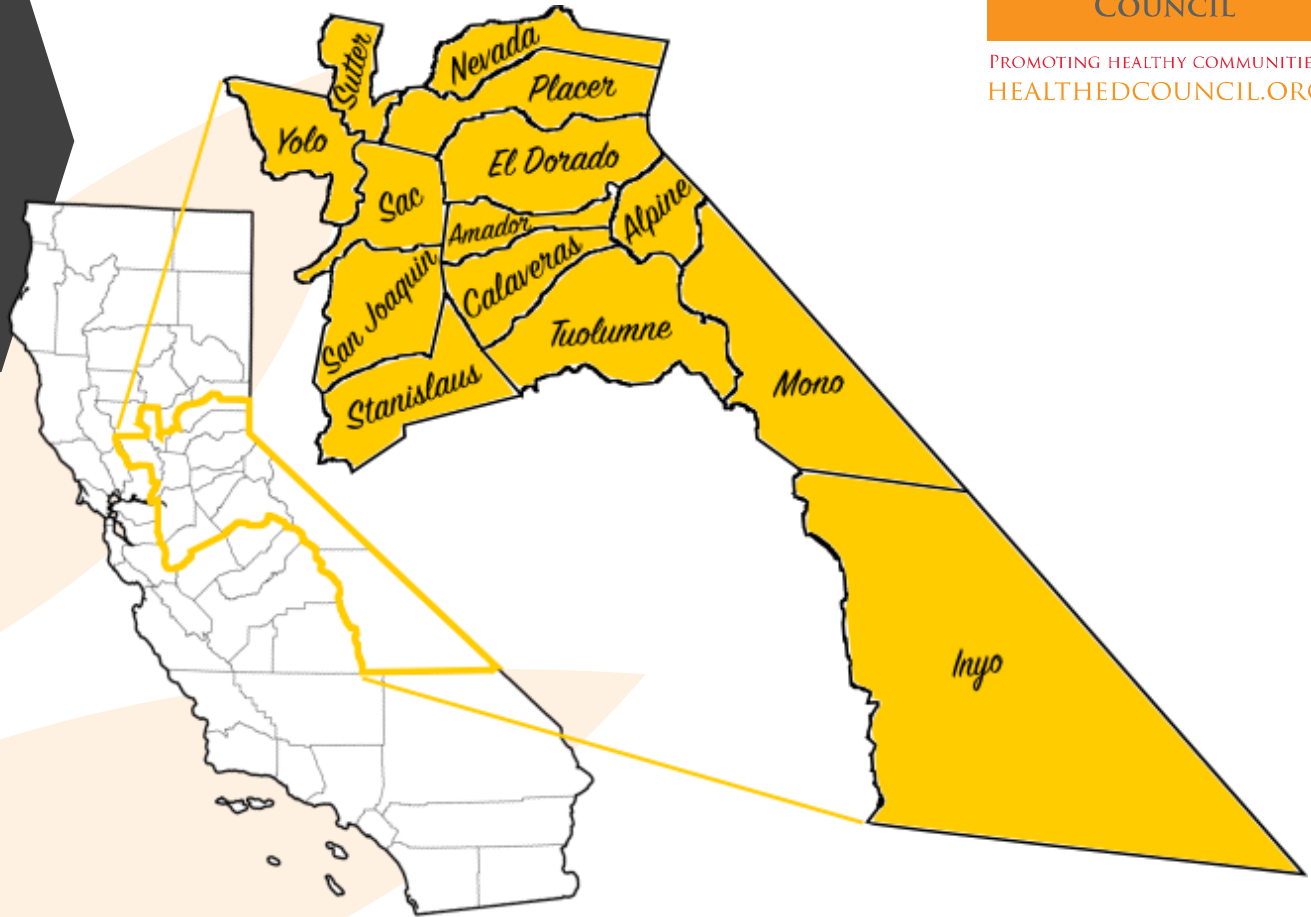 COUNCIL
PROMOTING HEALTHY COMMUNITIE
HEALTHEDCOUNCIL.ORG
Sutter
Nevada
Placer
Yolo
El Dorado
Sac
Alpine
Amador
Calaveras
San Joaquin
Tuolumne
Stanislaus
Mono
Inyo